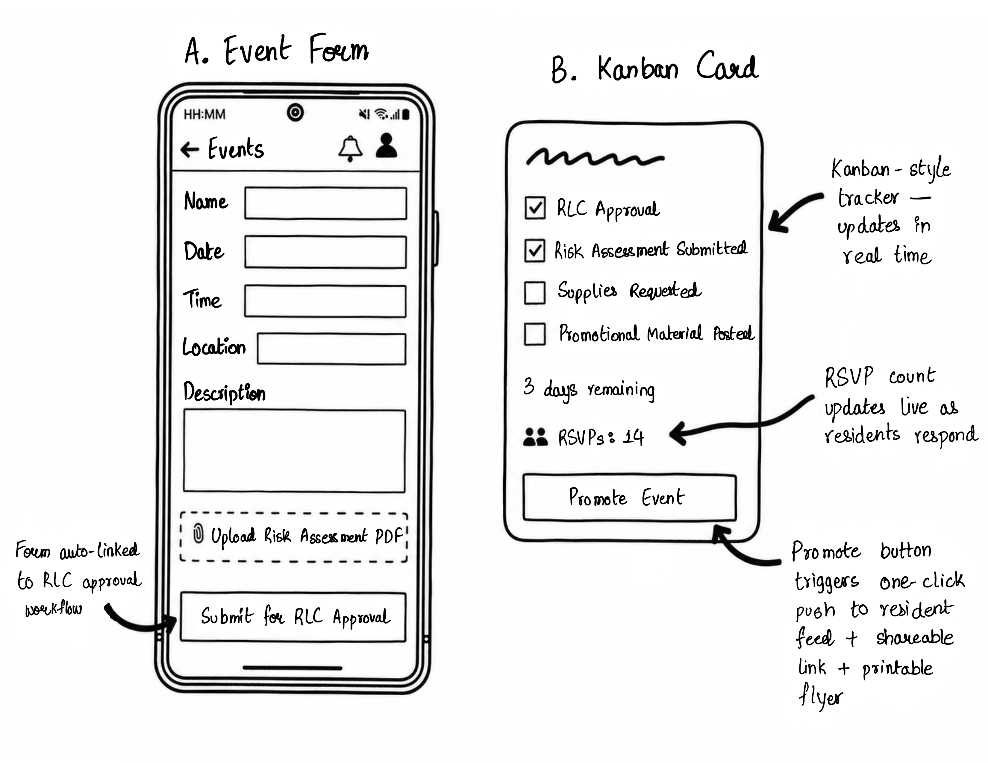 A. Event Form
HH:MM
← Events
Name
Date
Time
Location
Description
Upload Risk Assessment PDF
Submit for RLC Approval
Form auto-linked
to RLC approval
workflow
B. Kanban Card
RLC Approval
Risk Assessment Submitted
Supplies Requested
Promotional Material Posted
3 days remaining
RSVPs: 14
Promote Event
Kanban-style
tracker —
updates in
real time
RSVP count
updates live as
residents respond
Promote button
triggers one-click
push to resident
feed + shareable
link + printable
flyer